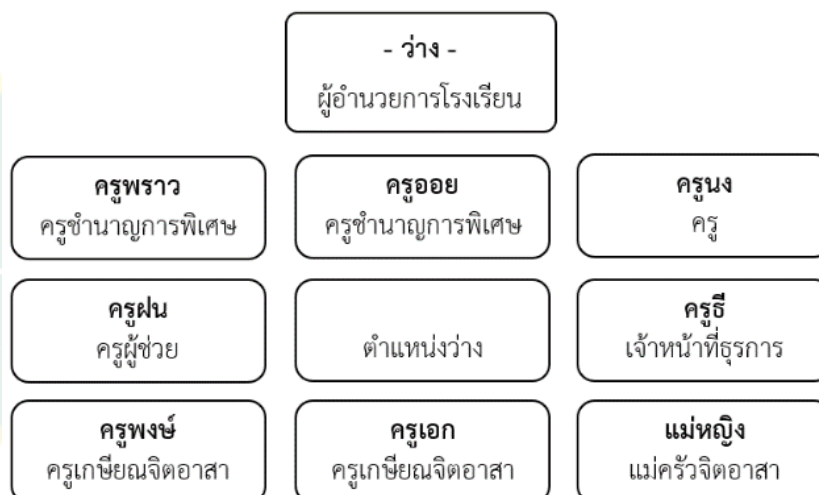 - ว่าง -
ผู้อำนวยการโรงเรียน
ครูพราว
ครูชำนาญการพิเศษ
ครูออย
ครูชำนาญการพิเศษ
ครูนง
ครู
ครูฝน
ครูผู้ช่วย
ตำแหน่งว่าง
ครูธี
เจ้าหน้าที่ธุรการ
ครูพงษ์
ครูเกษียณจิตอาสา
ครูเอก
ครูเกษียณจิตอาสา
แม่หญิง
แม่ครัวจิตอาสา